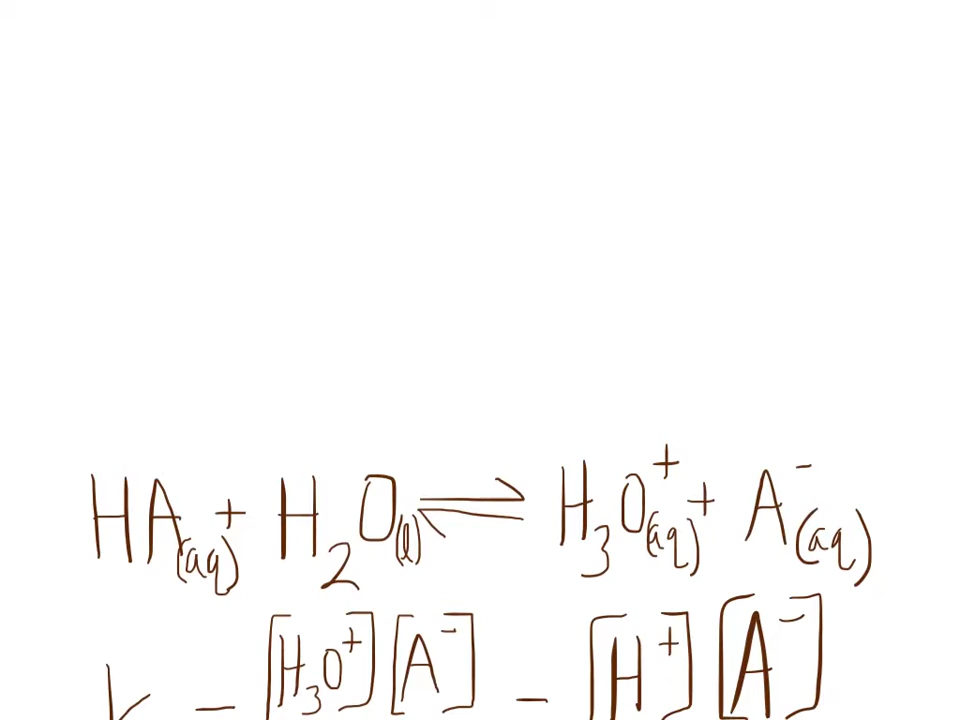 HA(aq) + H₂O(l) ⇌ H₃O⁺(aq) + A⁻(aq)
[H₃O⁺][A⁻] [H⁺][A⁻]